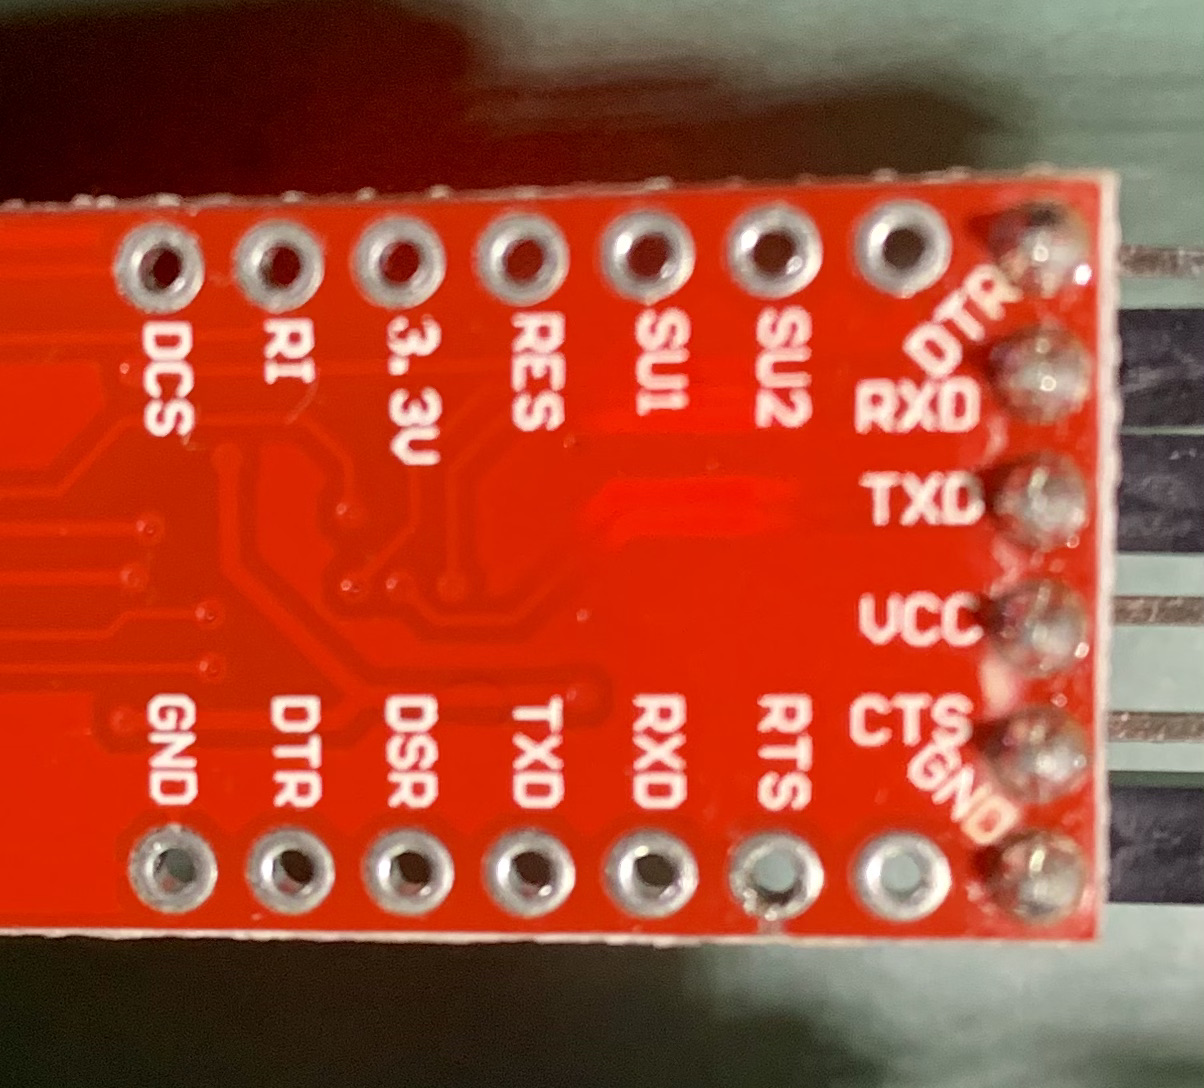 DCS
RI
3.3V
RES
SU1
SU2
DTR
RXD
TXD
VCC
CTS
GND
GND
DTR
DSR
TXD
RXD
RTS